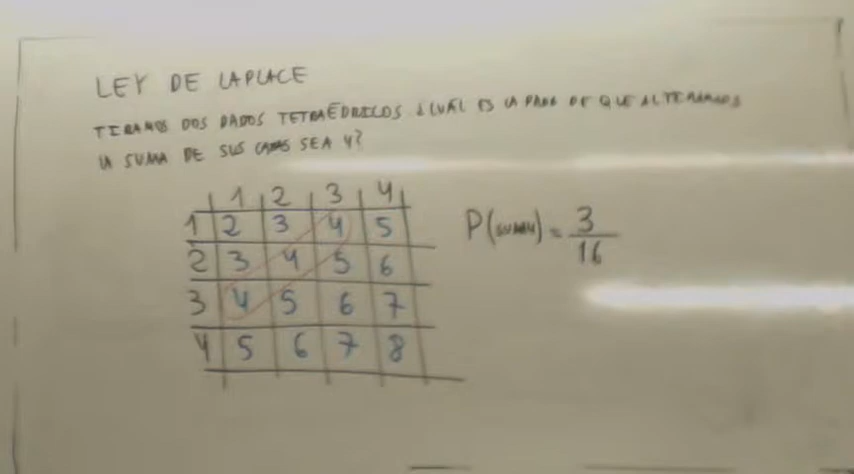 LEY DE LAPLACE
TIRAMOS DOS DADOS TETRAÉDRICOS ¿CUÁL ES LA DE QUE AL TIRARLOS
LA SUMA DE SUS CARAS SEA 4?
1 2 3 4
1 2 3 4 5
2 3 4 5 6
3 4 5 6 7
4 5 6 7 8
P(SUMA4) = 3/16